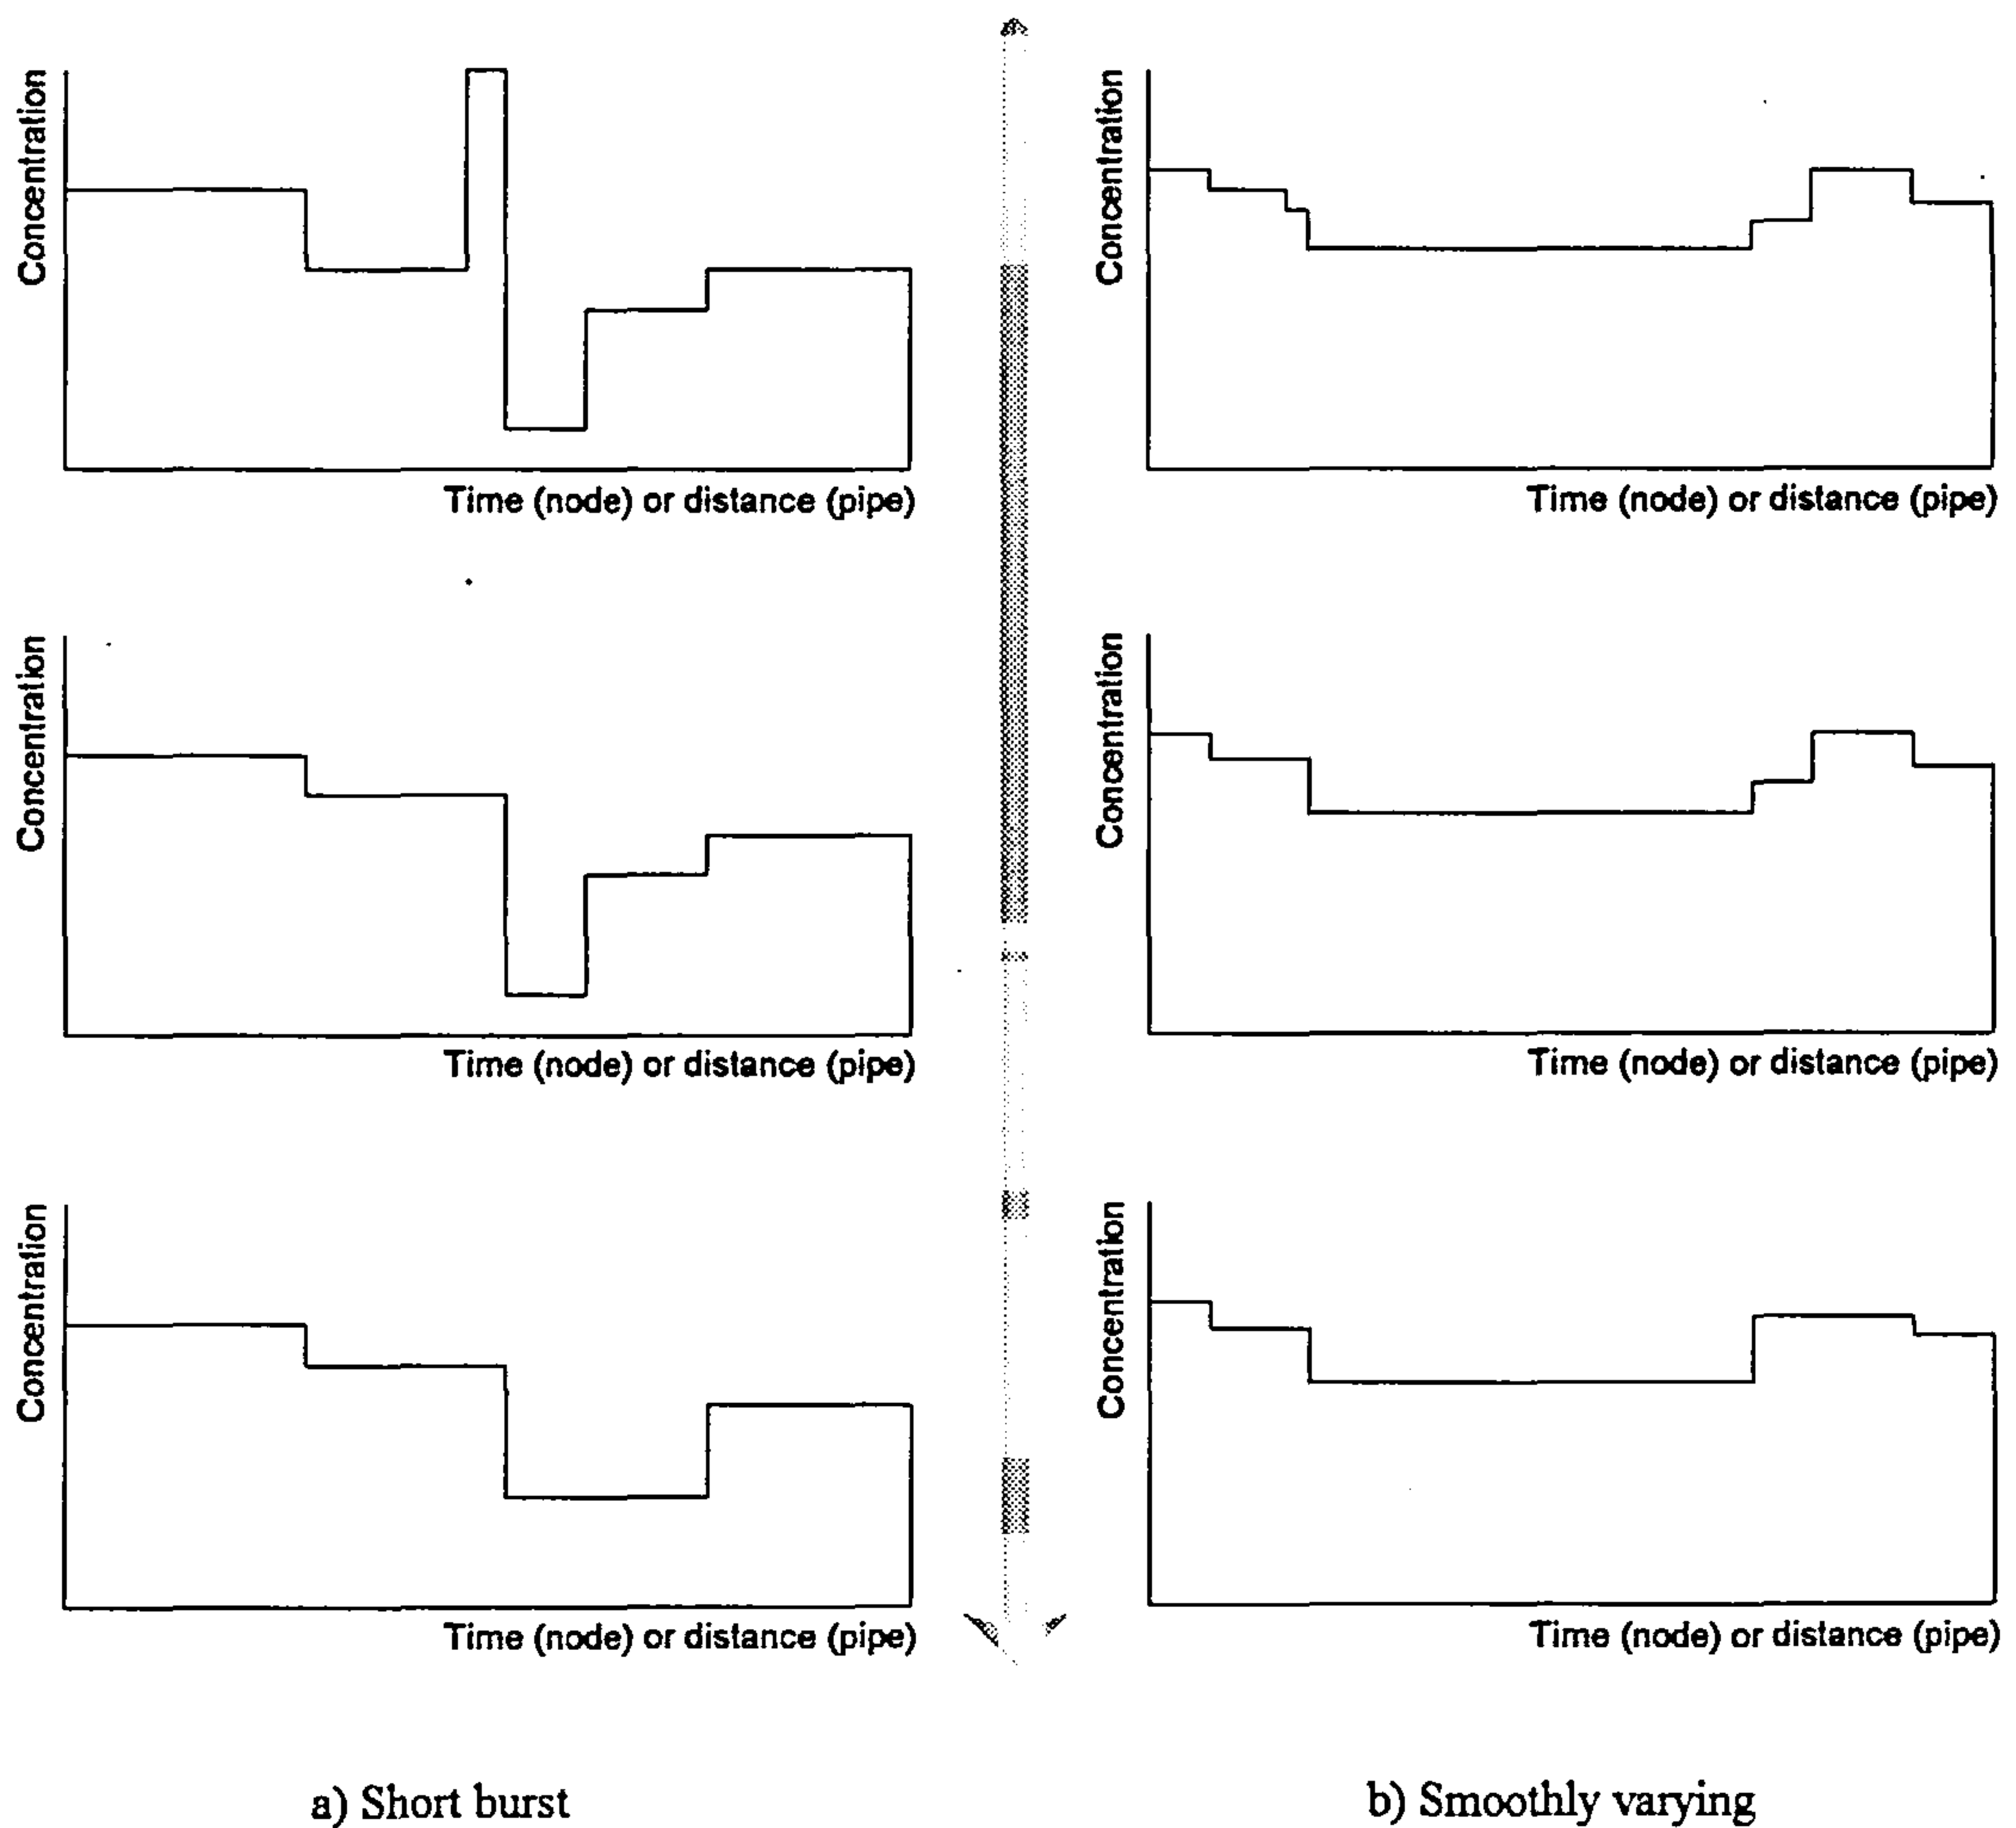 Concentration
Time (node) or distance (pipe)
Concentration
Time (node) or distance (pipe)
Concentration
Time (node) or distance (pipe)
Concentration
Time (node) or distance (pipe)
Concentration
Time (node) or distance (pipe)
Concentration
Time (node) or distance (pipe)
a) Short burst
b) Smoothly varying